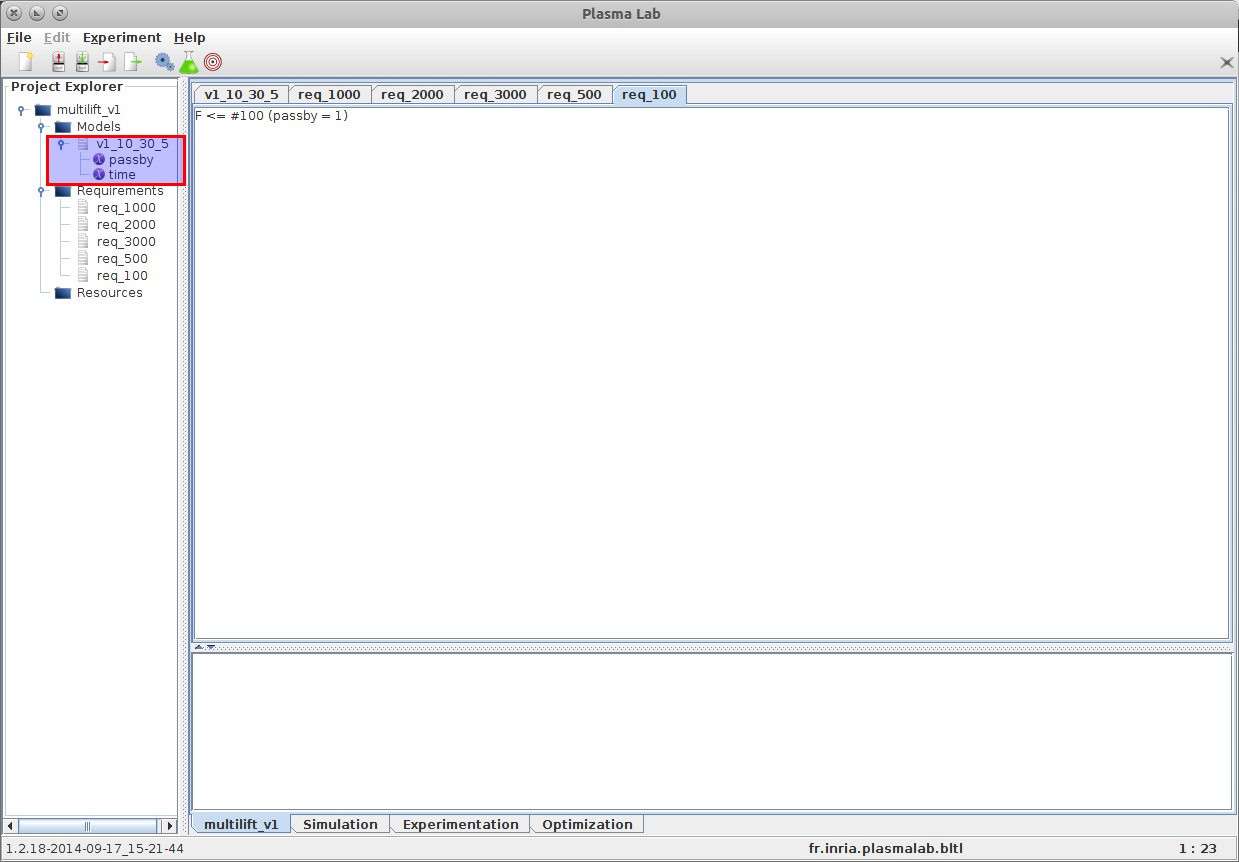 Plasma Lab
File Edit Experiment Help
Project Explorer
multilift_v1
Models
v1_10_30_5
passby
time
Requirements
req_1000
req_2000
req_3000
req_500
req_100
Resources
v1_10_30_5 req_1000 req_2000 req_3000 req_500 req_100
F <= #100 (passby = 1)
multilift_v1 Simulation Experimentation Optimization
1.2.18-2014-09-17_15-21-44 fr.inria.plasmalab.bltl 1 : 23